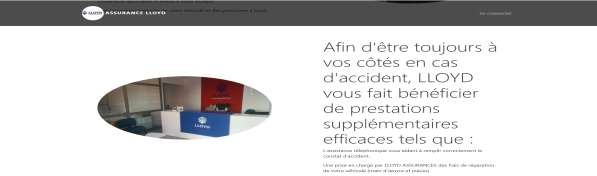 LLOYD ASSURANCE LLOYD
Se connecter
Afin d'être toujours à
vos côtés en cas
d'accident, LLOYD
vous fait bénéficier
de prestations
supplémentaires
efficaces tels que :
L'assistance téléphonique vous aidant à remplir correctement le
constat d'accident.
Une prise en charge par LLOYD ASSURANCES des frais de réparation
de votre véhicule (main d'œuvre et pièces)
LLOYD